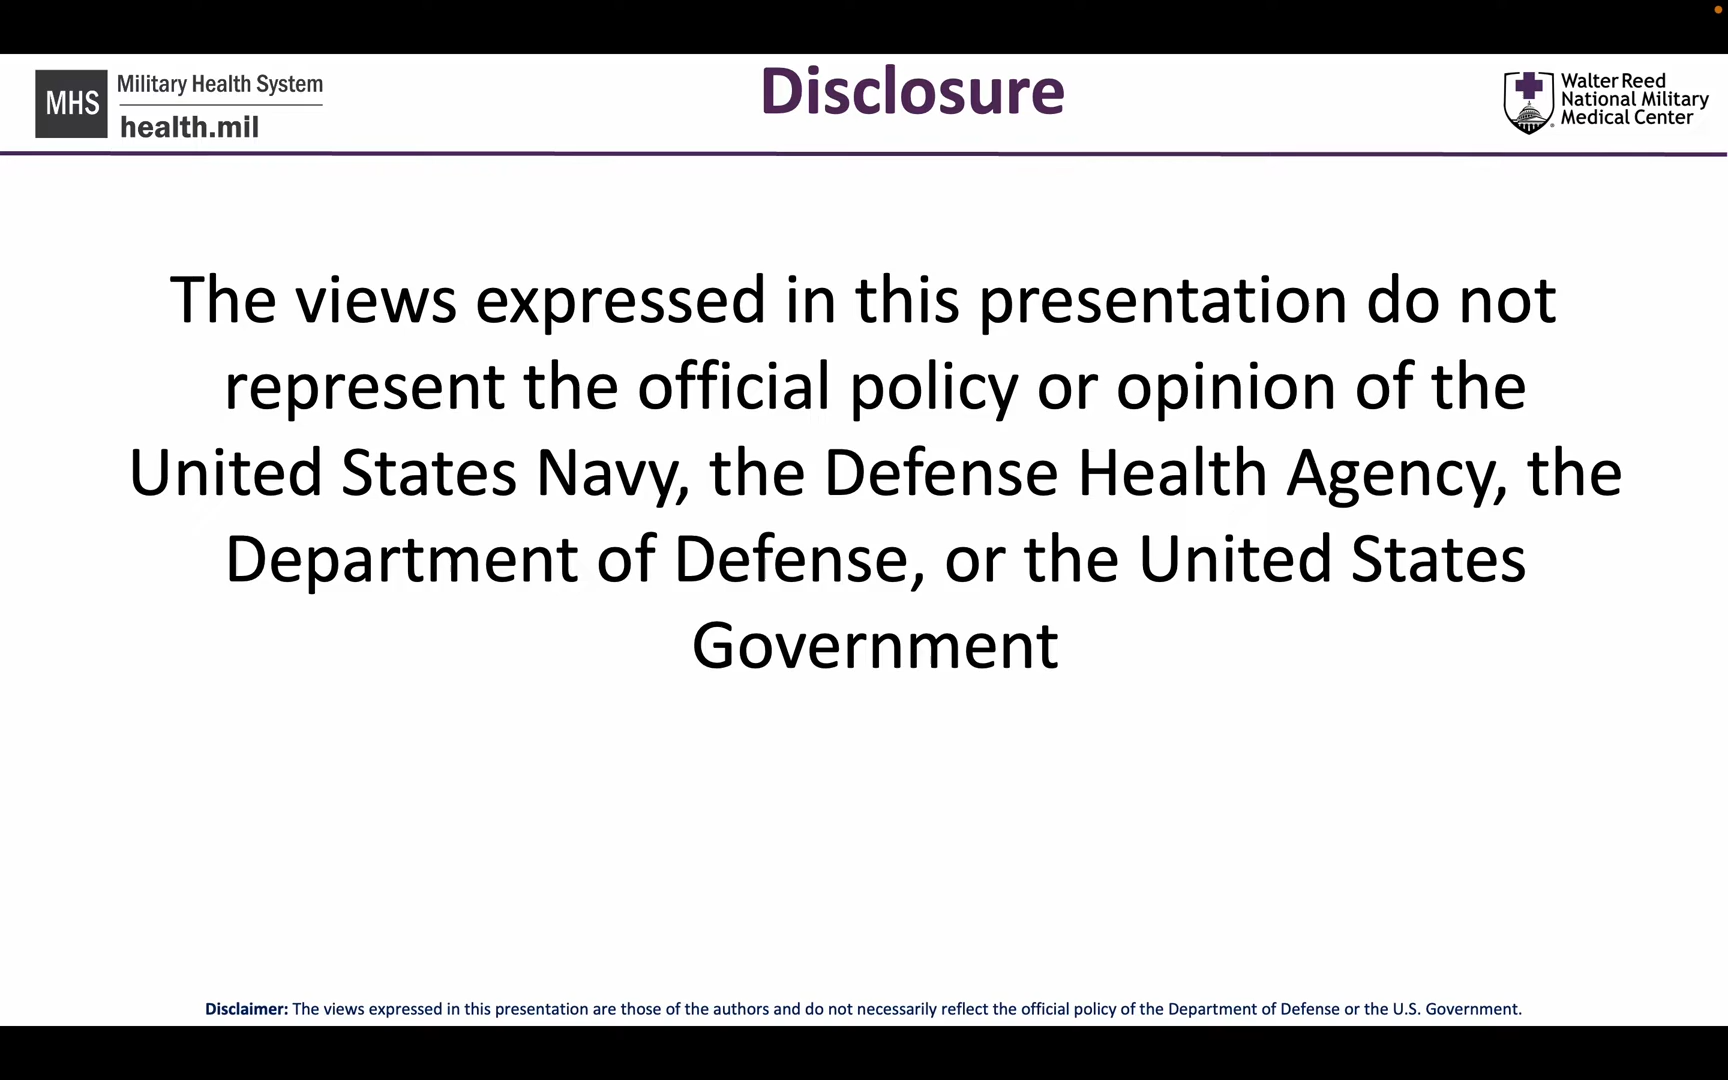 MHS
Military Health System
health.mil
Disclosure
Walter Reed
National Military
Medical Center
The views expressed in this presentation do not
represent the official policy or opinion of the
United States Navy, the Defense Health Agency, the
Department of Defense, or the United States
Government
Disclaimer: The views expressed in this presentation are those of the authors and do not necessarily reflect the official policy of the Department of Defense or the U.S. Government.